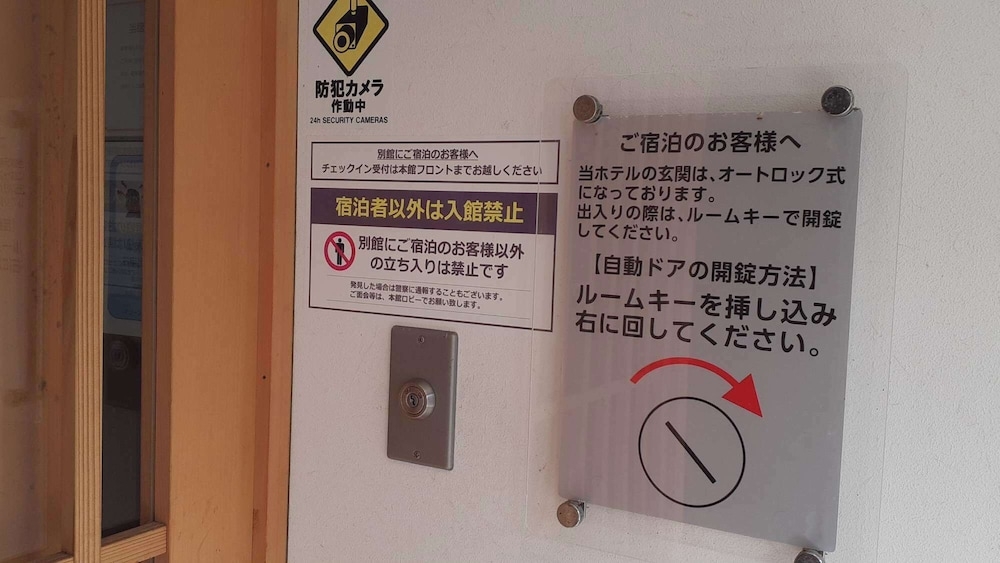 防犯カメラ
作動中
24h SECURITY CAMERAS
別館にご宿泊のお客様へ
チェックイン受付は本館フロントまでお越しください
宿泊者以外は入館禁止
別館にご宿泊のお客様以外
の立ち入りは禁止です
発見した場合は警察に通報することもございます。
ご面会等は、本館ロビーでお願い致します。
ご宿泊のお客様へ
当ホテルの玄関は、オートロック式
になっております。
出入りの際は、ルームキーで開錠
してください。
【自動ドアの開錠方法】
ルームキーを挿し込み
右に回してください。